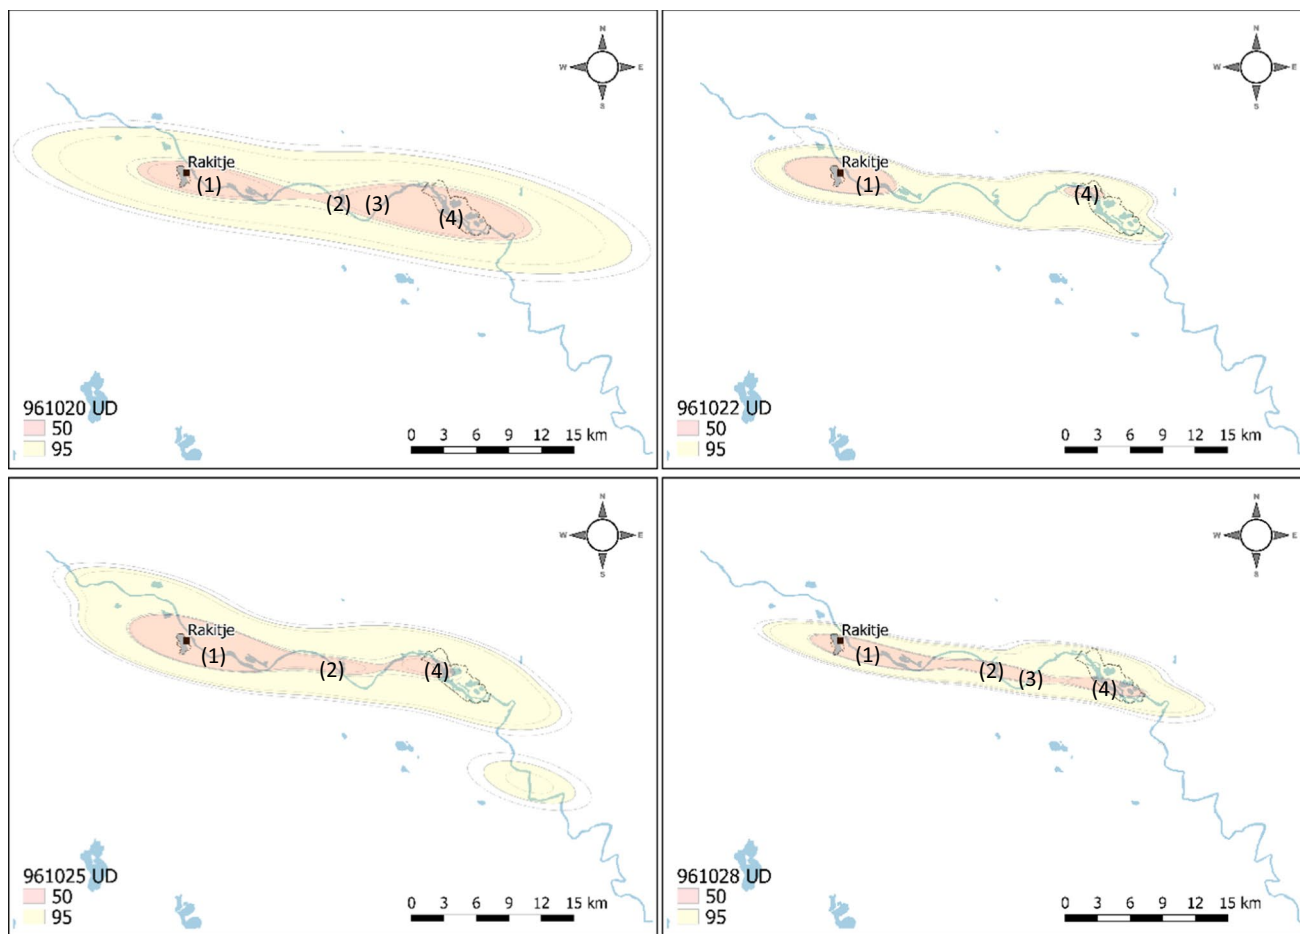 N
W E
S
Rakitje
(1)
(2) (3)
(4)
961020 UD
50
95
0 3 6 9 12 15 km
N
W E
S
Rakitje
(1)
(4)
961022 UD
50
95
0 3 6 9 12 15 km
N
W E
S
Rakitje
(1)
(2) (4)
961025 UD
50
95
0 3 6 9 12 15 km
N
W E
S
Rakitje
(1)
(2)
(3)
(4)
961028 UD
50
95
0 3 6 9 12 15 km